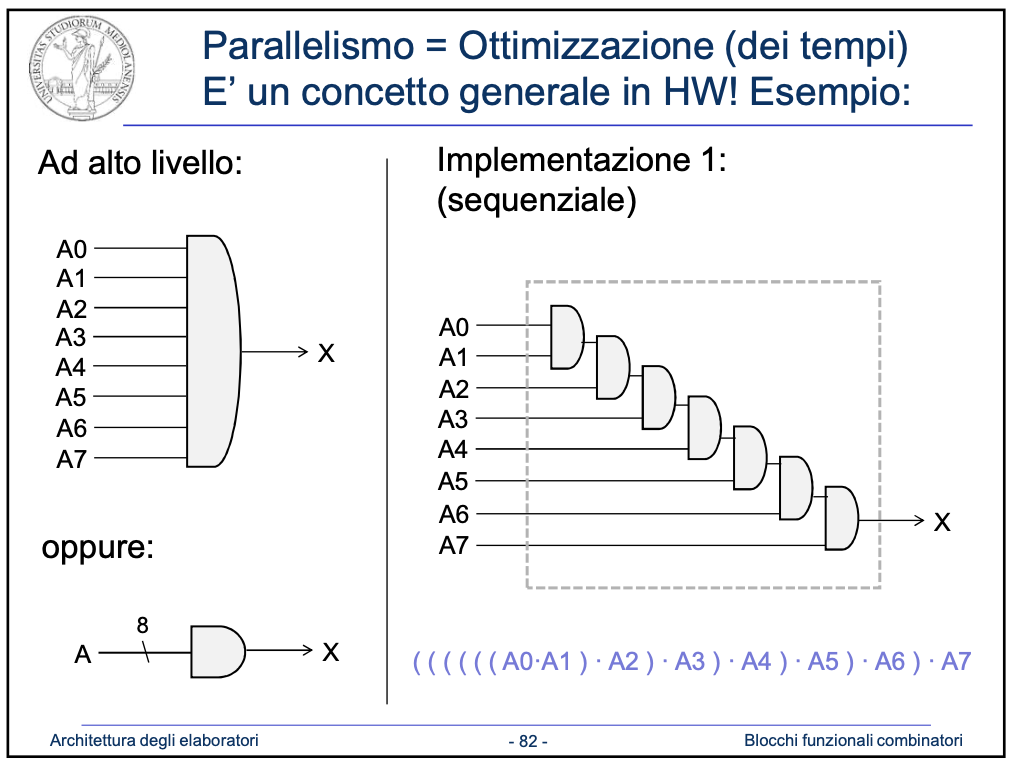 UNIVERSITAS STUDIORUM MEDIOLANENSIS
Parallelismo = Ottimizzazione (dei tempi)
E’ un concetto generale in HW! Esempio:
Ad alto livello:
A0
A1
A2
A3
A4
A5
A6
A7
X
oppure:
8
A
X
Implementazione 1:
(sequenziale)
A0
A1
A2
A3
A4
A5
A6
A7
X
( ( ( ( ( ( A0·A1 ) · A2 ) · A3 ) · A4 ) · A5 ) · A6 ) · A7
Architettura degli elaboratori
- 82 -
Blocchi funzionali combinatori